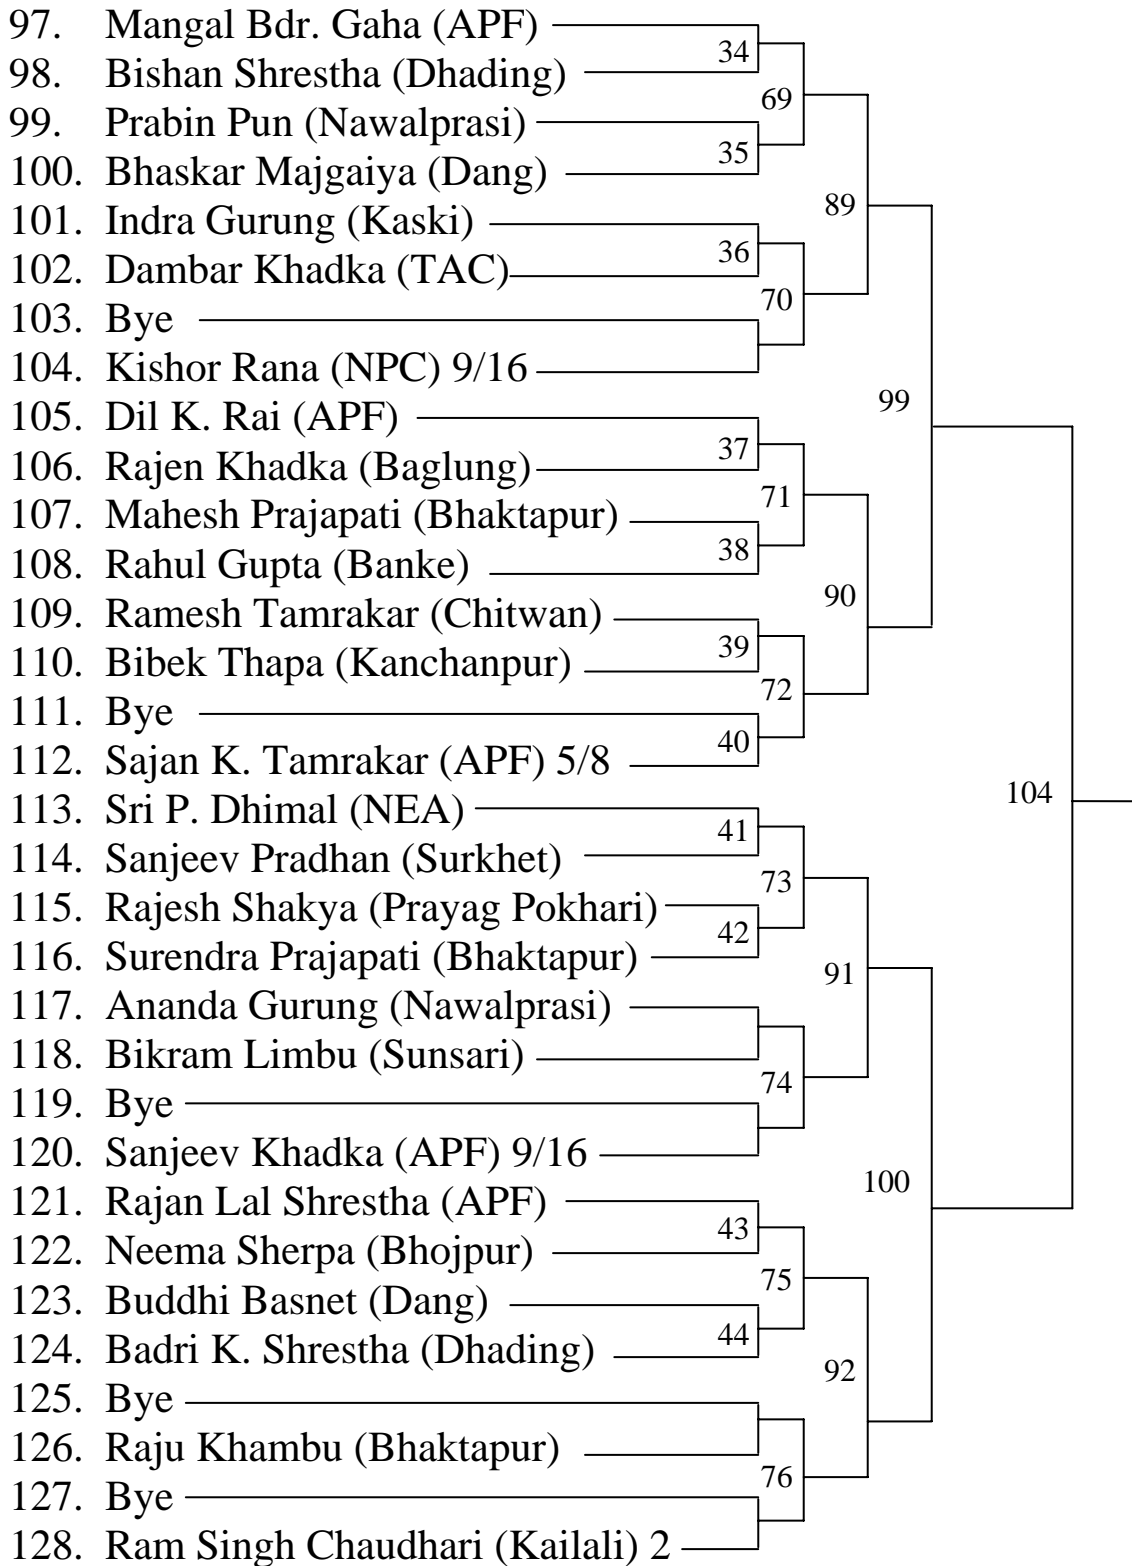 97. Mangal Bdr. Gaha (APF)
34
98. Bishan Shrestha (Dhading)
69
99. Prabin Pun (Nawalprasi)
35
100. Bhaskar Majgaiya (Dang)
89
101. Indra Gurung (Kaski)
36
102. Dambar Khadka (TAC)
70
103. Bye
104. Kishor Rana (NPC) 9/16
99
105. Dil K. Rai (APF)
37
106. Rajen Khadka (Baglung)
71
107. Mahesh Prajapati (Bhaktapur)
38
108. Rahul Gupta (Banke)
90
109. Ramesh Tamrakar (Chitwan)
39
110. Bibek Thapa (Kanchanpur)
72
111. Bye
40
112. Sajan K. Tamrakar (APF) 5/8
104
113. Sri P. Dhimal (NEA)
41
114. Sanjeev Pradhan (Surkhet)
73
115. Rajesh Shakya (Prayag Pokhari)
42
116. Surendra Prajapati (Bhaktapur)
91
117. Ananda Gurung (Nawalprasi)
118. Bikram Limbu (Sunsari)
74
119. Bye
120. Sanjeev Khadka (APF) 9/16
100
121. Rajan Lal Shrestha (APF)
43
122. Neema Sherpa (Bhojpur)
75
123. Buddhi Basnet (Dang)
44
124. Badri K. Shrestha (Dhading)
92
125. Bye
126. Raju Khambu (Bhaktapur)
76
127. Bye
128. Ram Singh Chaudhari (Kailali) 2